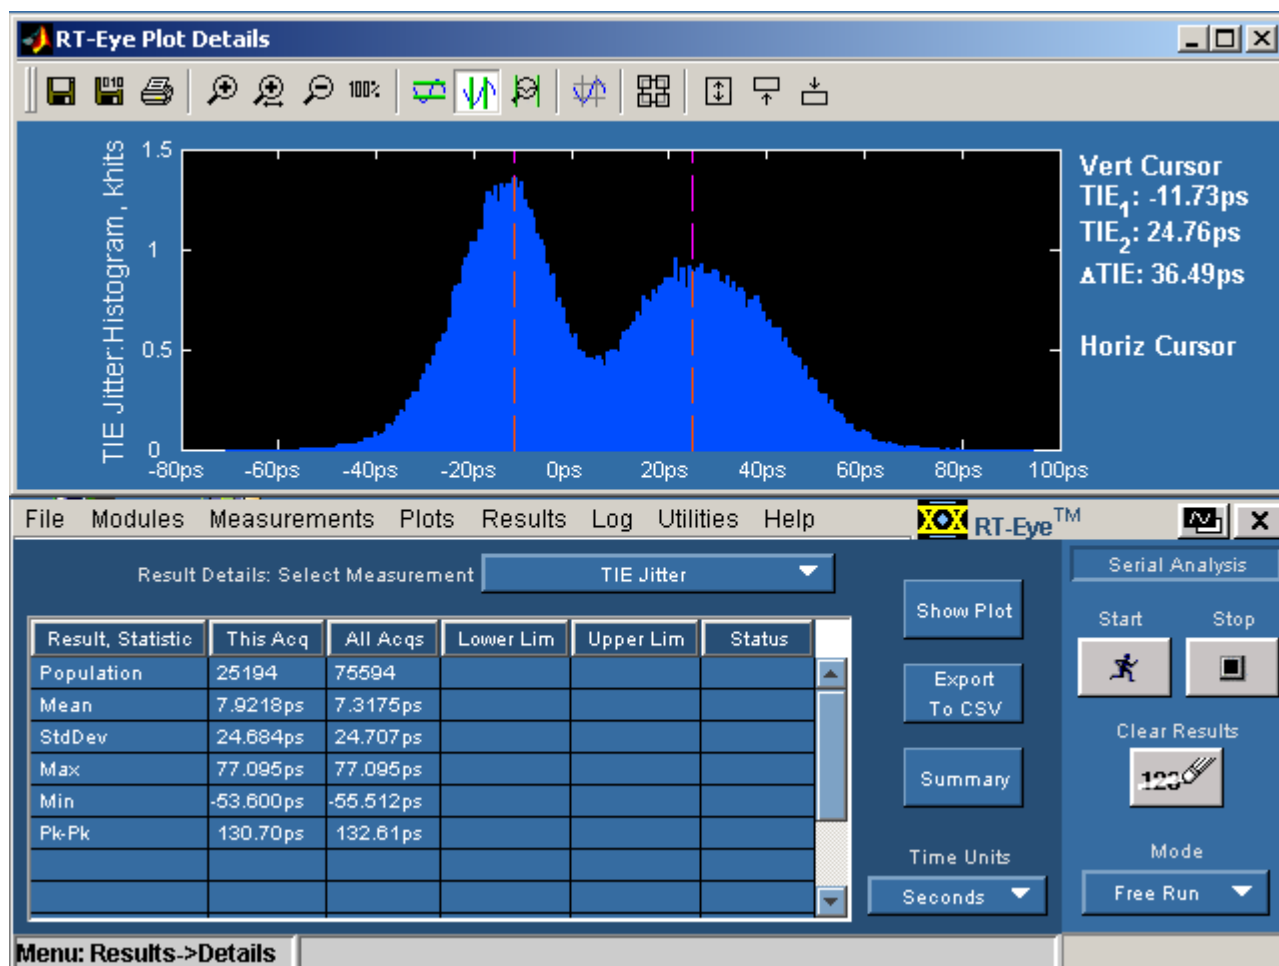 RT-Eye Plot Details
100%
TIE Jitter:Histogram, khits
1.5
1
0.5
0
-80ps -60ps -40ps -20ps 0ps 20ps 40ps 60ps 80ps 100ps
Vert Cursor
TIE1: -11.73ps
TIE2: 24.76ps
ΔTIE: 36.49ps
Horiz Cursor
File Modules Measurements Plots Results Log Utilities Help
RT-Eye™
Result Details: Select Measurement TIE Jitter
Result, Statistic This Acq All Acqs Lower Lim Upper Lim Status
Population 25194 75594
Mean 7.9218ps 7.3175ps
StdDev 24.684ps 24.707ps
Max 77.095ps 77.095ps
Min -53.600ps -55.512ps
Pk-Pk 130.70ps 132.61ps
Show Plot
Export
To CSV
Summary
Time Units
Seconds
Serial Analysis
Start Stop
Clear Results
123
Mode
Free Run
Menu: Results->Details